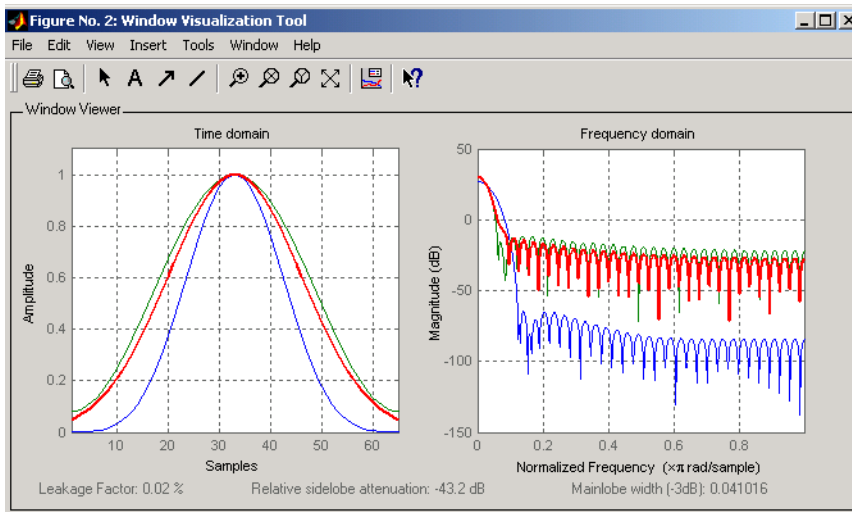 Figure No. 2: Window Visualization Tool
File Edit View Insert Tools Window Help
Window Viewer
Time domain
Amplitude
1
0.8
0.6
0.4
0.2
0
10 20 30 40 50 60
Samples
Frequency domain
Magnitude (dB)
50
0
-50
-100
-150
0 0.2 0.4 0.6 0.8
Normalized Frequency (×π rad/sample)
Leakage Factor: 0.02 % Relative sidelobe attenuation: -43.2 dB Mainlobe width (-3dB): 0.041016